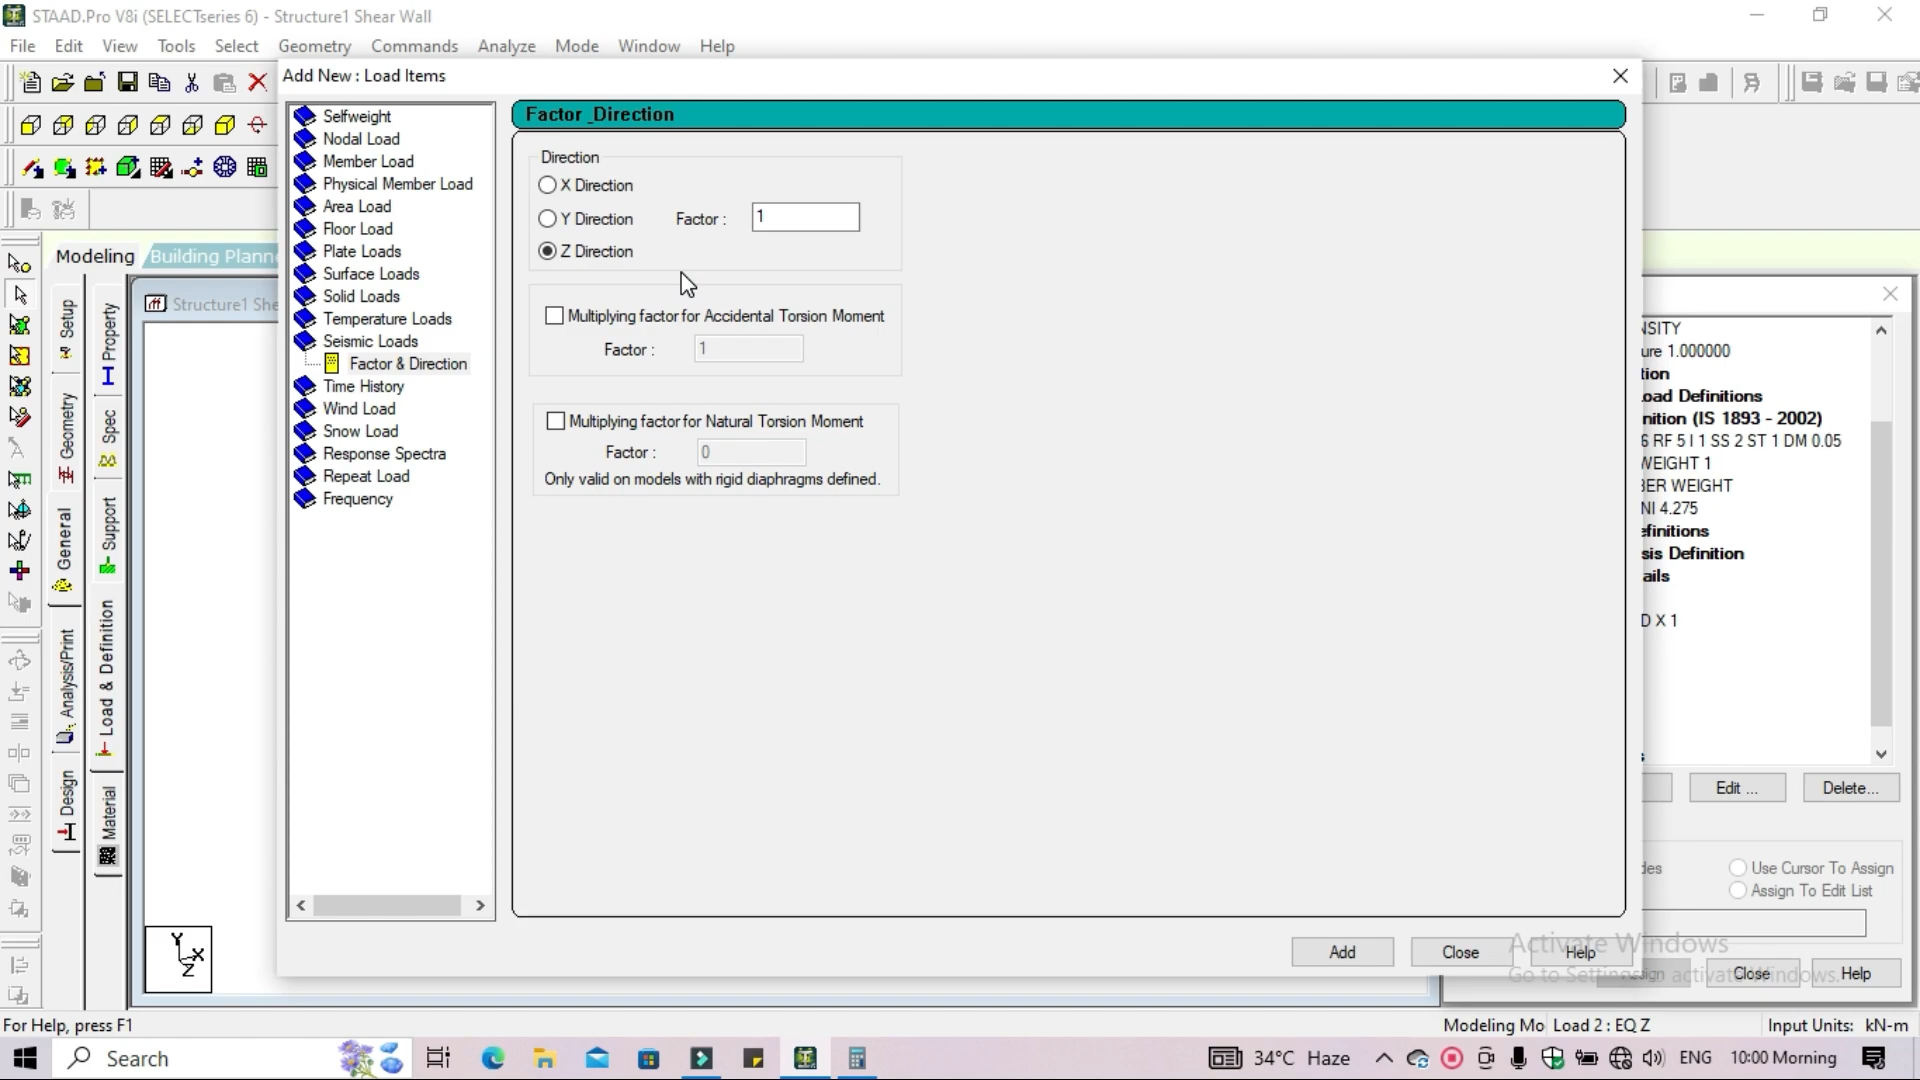 STAAD.Pro V8i (SELECTseries 6) - Structure1 Shear Wall
File Edit View Tools Select Geometry Commands Analyze Mode Window Help
Add New : Load Items
Selfweight
Nodal Load
Member Load
Physical Member Load
Area Load
Floor Load
Plate Loads
Surface Loads
Solid Loads
Temperature Loads
Seismic Loads
Factor & Direction
Time History
Wind Load
Snow Load
Response Spectra
Repeat Load
Frequency
Factor _Direction
Direction
X Direction
Y Direction Factor : 1
Z Direction
Multiplying factor for Accidental Torsion Moment
Factor : 1
Multiplying factor for Natural Torsion Moment
Factor : 0
Only valid on models with rigid diaphragms defined.
Add Close Help
Modeling Building Planne
Structure1 She
Setup
Geometry
General
Analysis/Print
Design
Property
Spec
Support
Load & Definition
Material
Y
X
Z
NSITY
ure 1.000000
tion
oad Definitions
nition (IS 1893 - 2002)
6 RF 5 I 1 SS 2 ST 1 DM 0.05
WEIGHT 1
BER WEIGHT
NI 4.275
efinitions
sis Definition
ails
D X 1
Edit ... Delete...
des Use Cursor To Assign
Assign To Edit List
Activate Windows
Close Help
For Help, press F1
Modeling Mo Load 2 : EQ Z Input Units: kN-m
Search
34°C Haze ENG 10:00 Morning